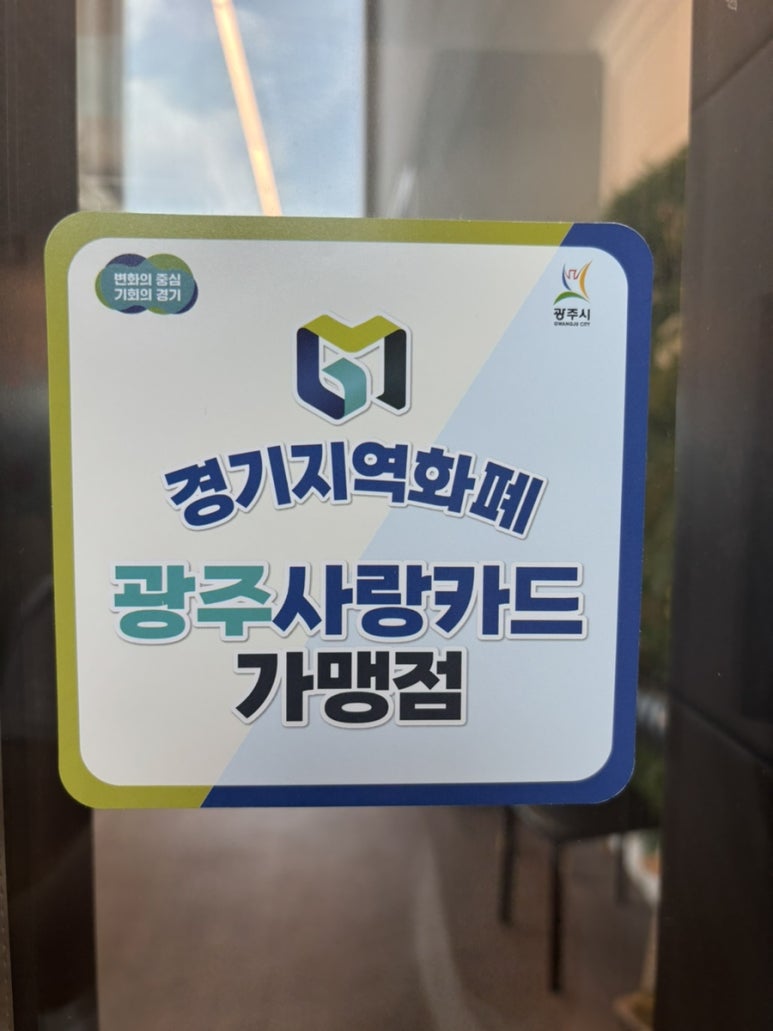 변화의 중심
기회의 경기
광주시
GWANGJU CITY
경기지역화폐
광주사랑카드
가맹점